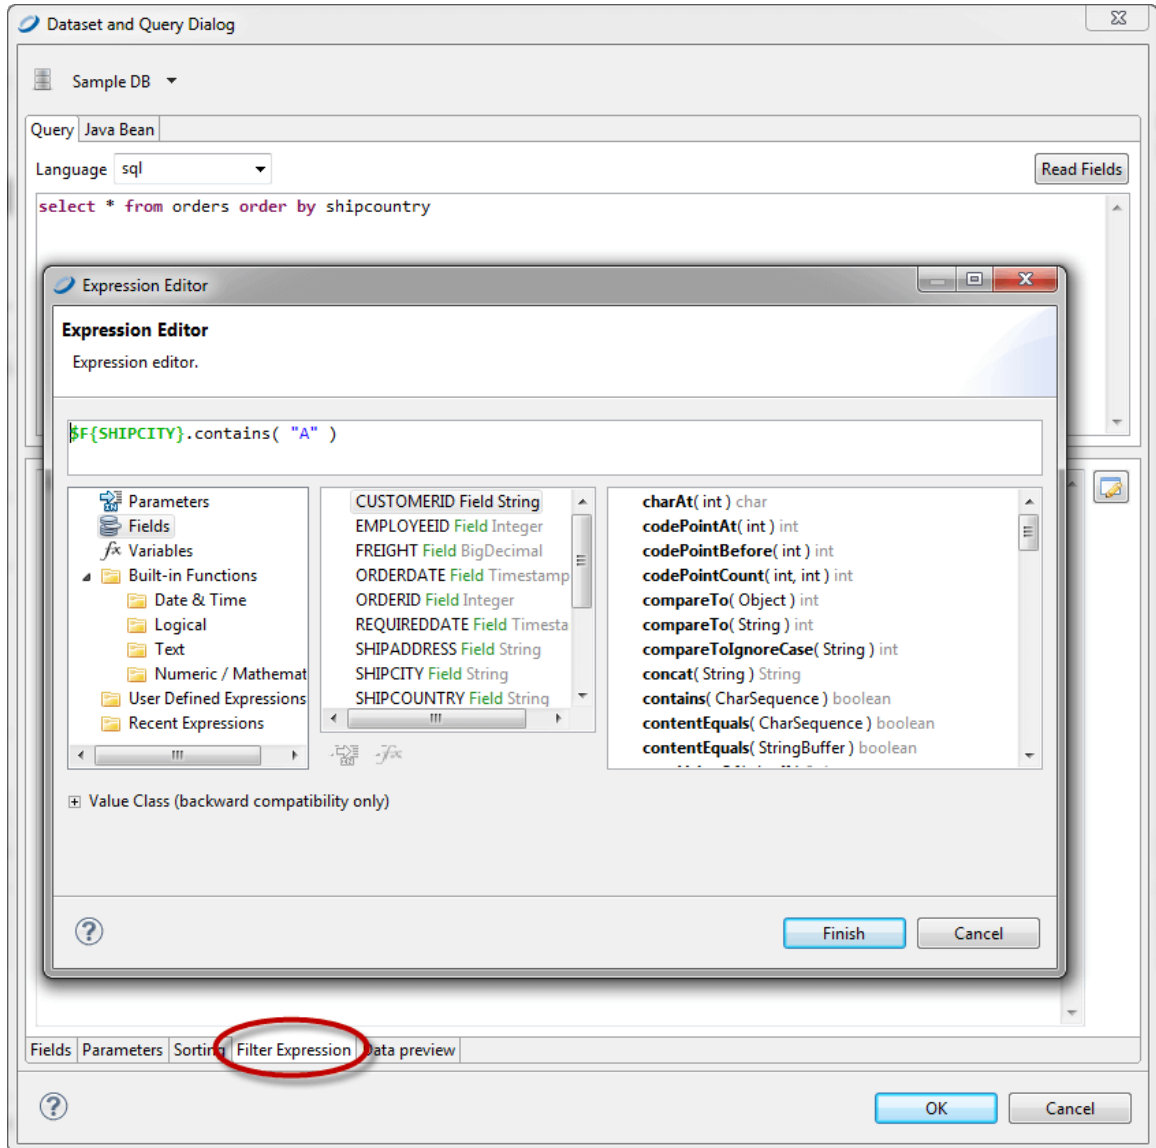 Dataset and Query Dialog
Sample DB
Query Java Bean
Language sql Read Fields
select * from orders order by shipcountry
Expression Editor
Expression Editor
Expression editor.
$F{SHIPCITY}.contains( "A" )
Parameters
Fields
fx Variables
Built-in Functions
Date & Time
Logical
Text
Numeric / Mathemat
User Defined Expressions
Recent Expressions
CUSTOMERID Field String
EMPLOYEEID Field Integer
FREIGHT Field BigDecimal
ORDERDATE Field Timestamp
ORDERID Field Integer
REQUIREDDATE Field Timesta
SHIPADDRESS Field String
SHIPCITY Field String
SHIPCOUNTRY Field String
charAt( int ) char
codePointAt( int ) int
codePointBefore( int ) int
codePointCount( int, int ) int
compareTo( Object ) int
compareTo( String ) int
compareToIgnoreCase( String ) int
concat( String ) String
contains( CharSequence ) boolean
contentEquals( CharSequence ) boolean
contentEquals( StringBuffer ) boolean
Value Class (backward compatibility only)
Finish Cancel
Fields Parameters Sorting Filter Expression Data preview
OK Cancel